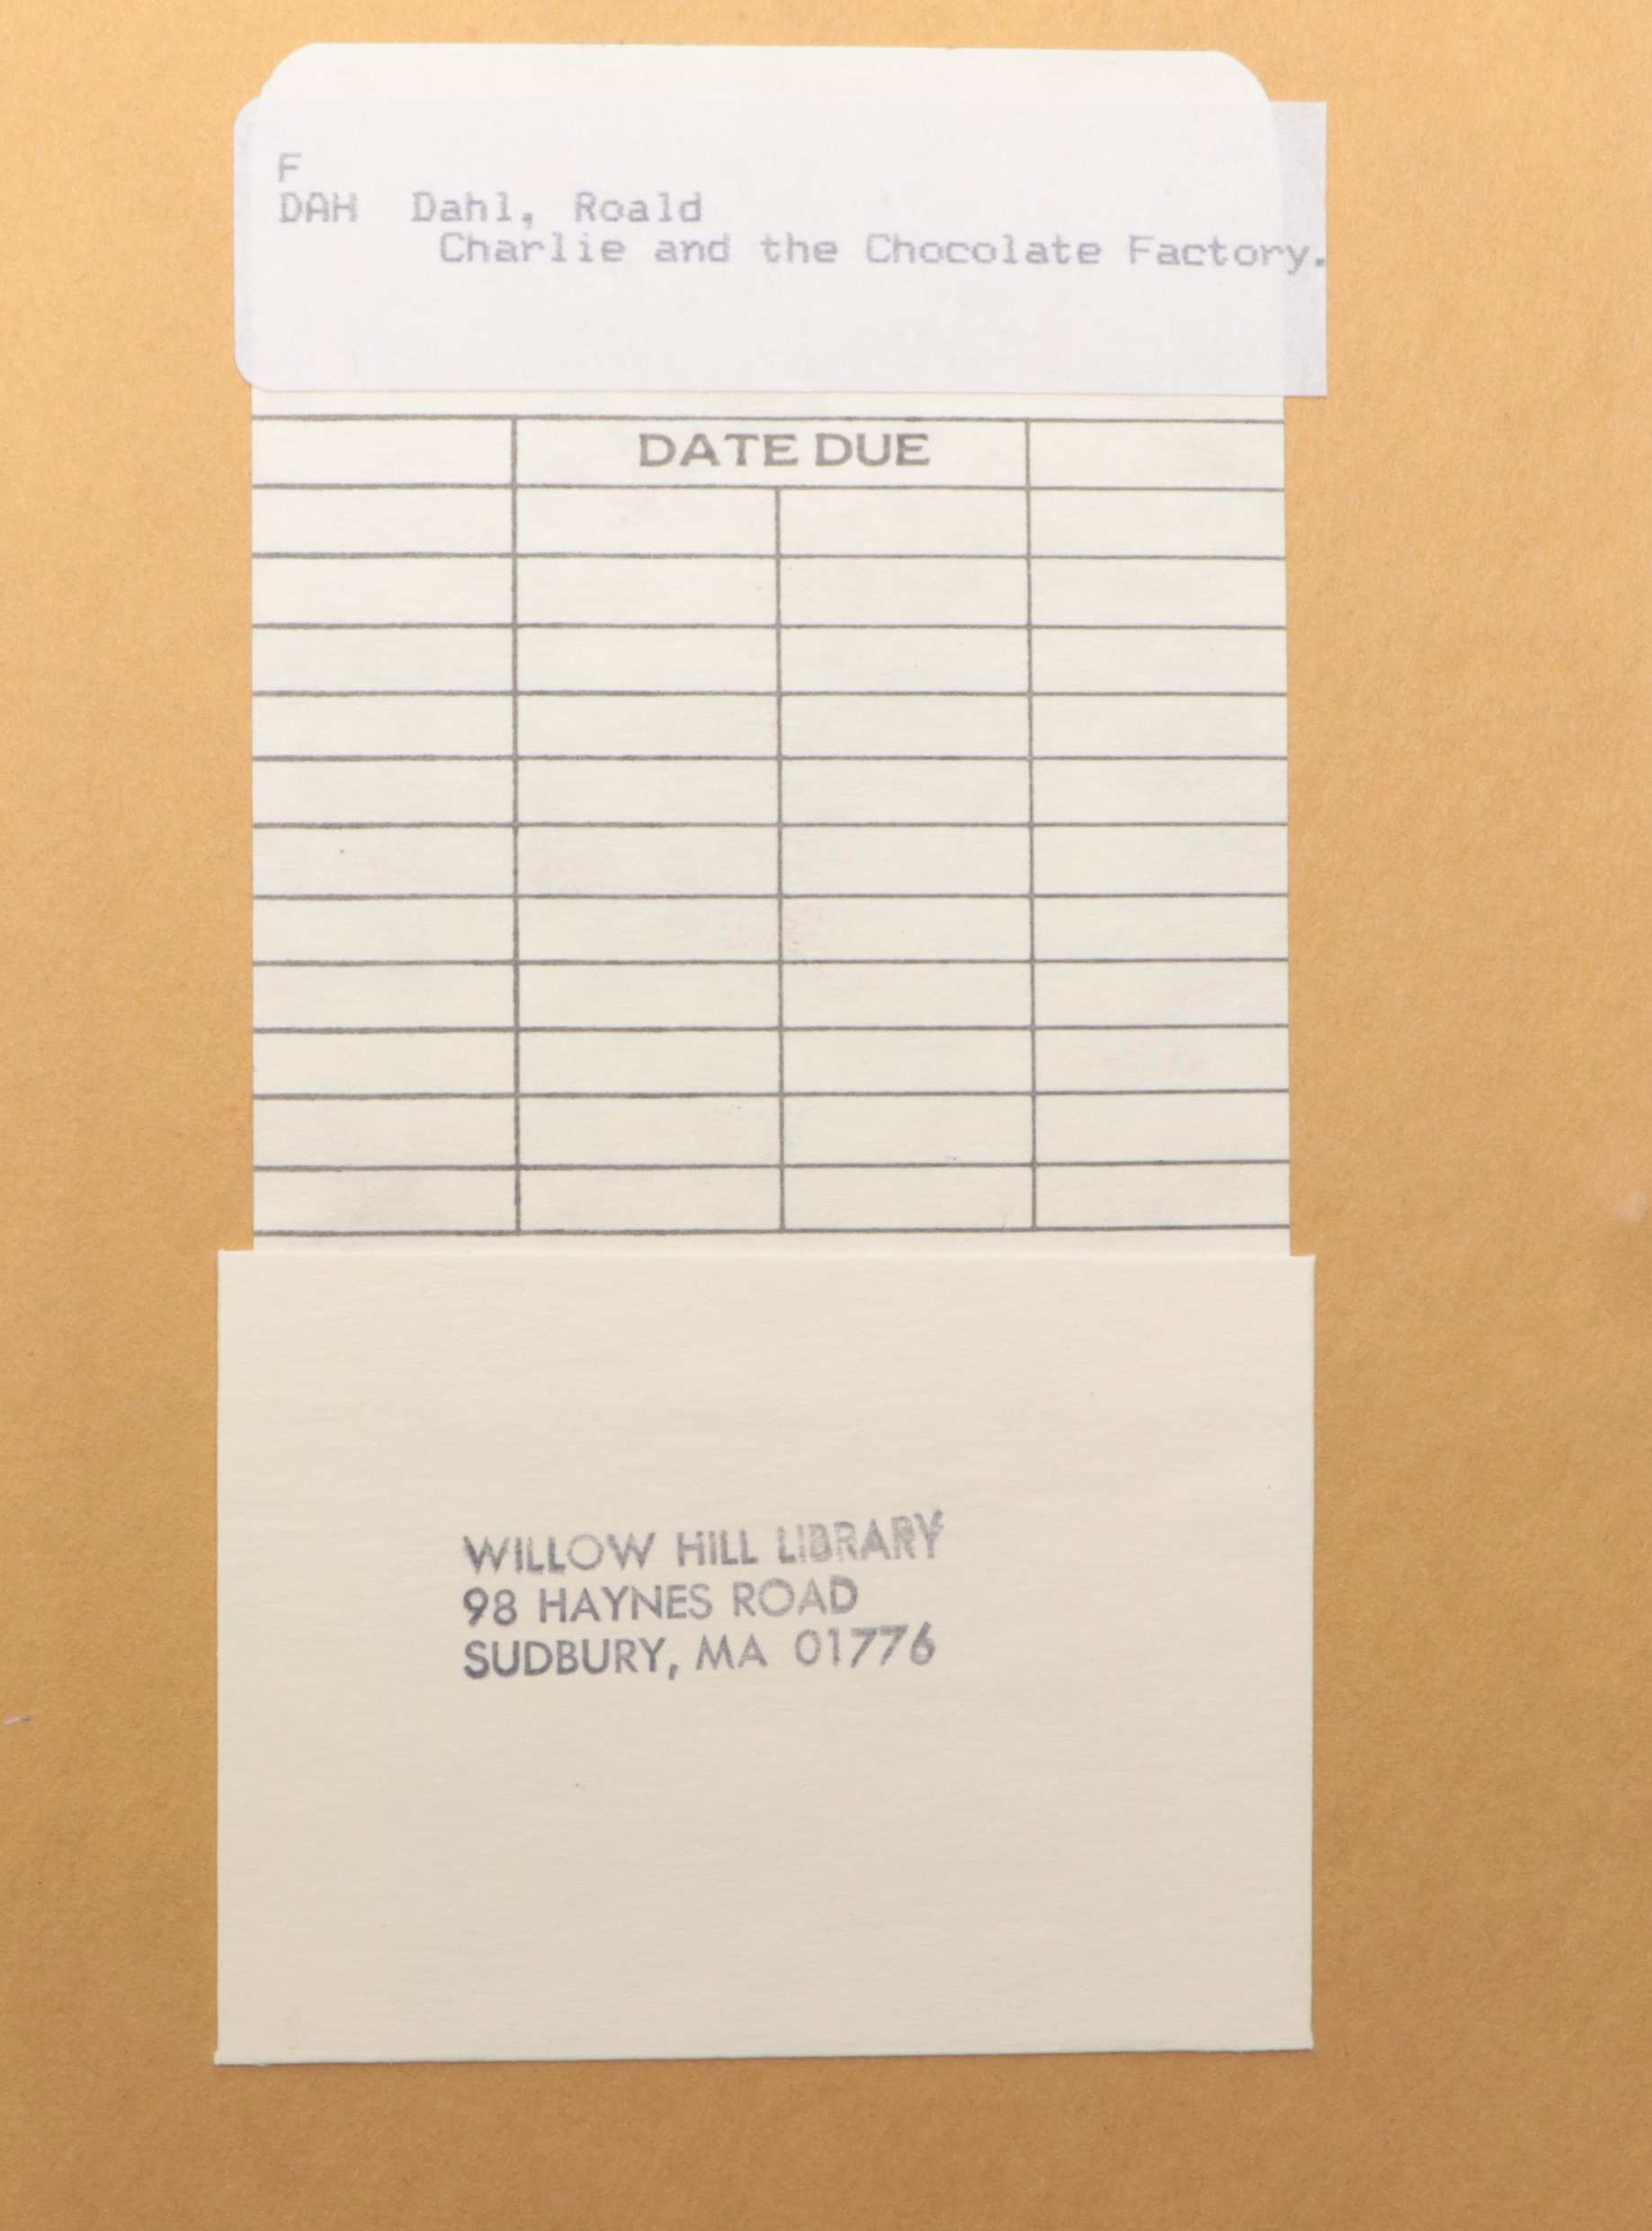 F
DAH Dahl, Roald
Charlie and the Chocolate Factory.
DATE DUE
WILLOW HILL LIBRARY
98 HAYNES ROAD
SUDBURY, MA 01776